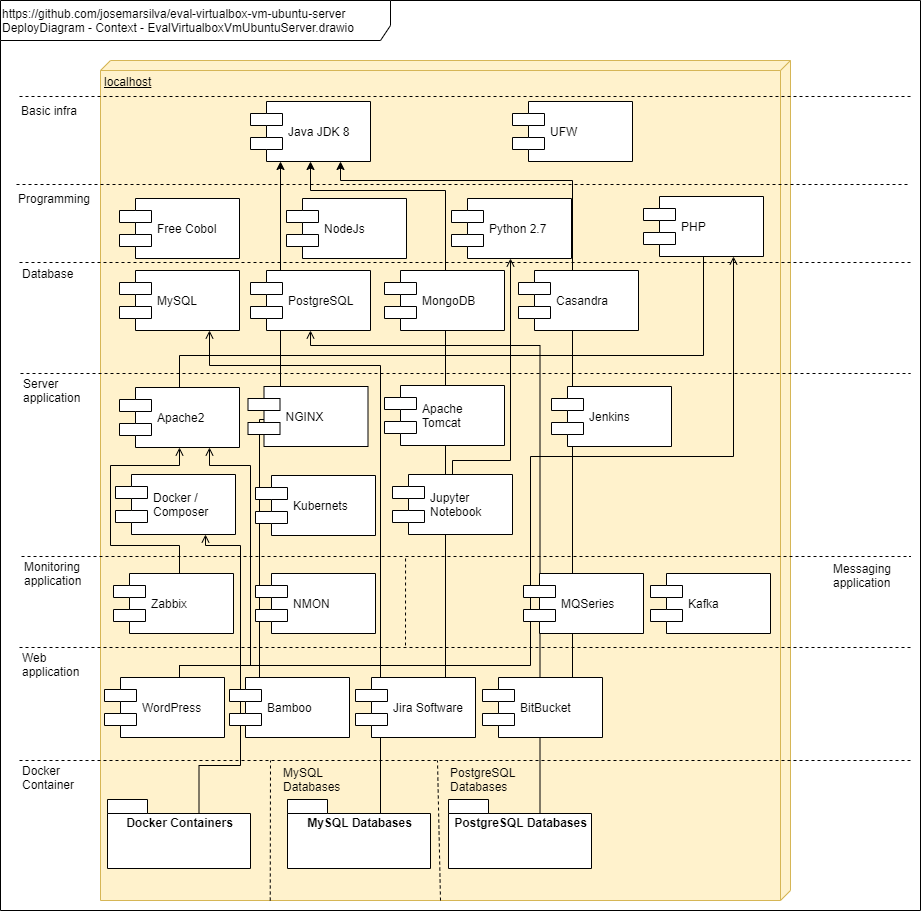 https://github.com/josemarsilva/eval-virtualbox-vm-ubuntu-server
DeployDiagram - Context - EvalVirtualboxVmUbuntuServer.drawio
localhost
Basic infra
Java JDK 8
UFW
Programming
Free Cobol
NodeJs
Python 2.7
PHP
Database
MySQL
PostgreSQL
MongoDB
Casandra
Server
application
Apache2
NGINX
Apache
Tomcat
Jenkins
Docker /
Composer
Kubernets
Jupyter
Notebook
Monitoring
application
Zabbix
NMON
MQSeries
Kafka
Messaging
application
Web
application
WordPress
Bamboo
Jira Software
BitBucket
Docker
Container
MySQL
Databases
PostgreSQL
Databases
Docker Containers
MySQL Databases
PostgreSQL Databases